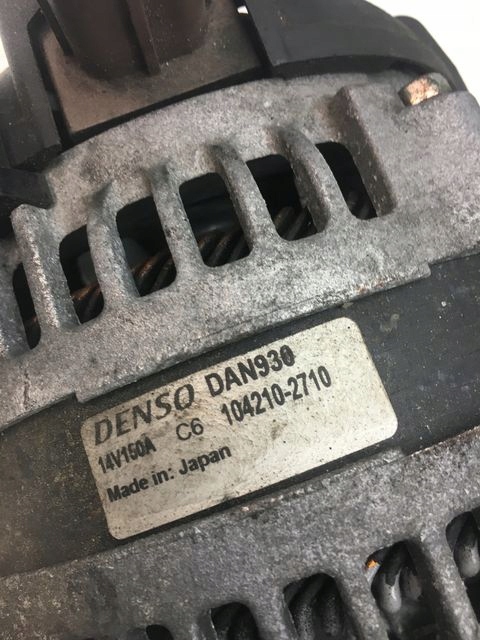 DENSO DAN930
14V150A C6 104210-2710
Made in: Japan